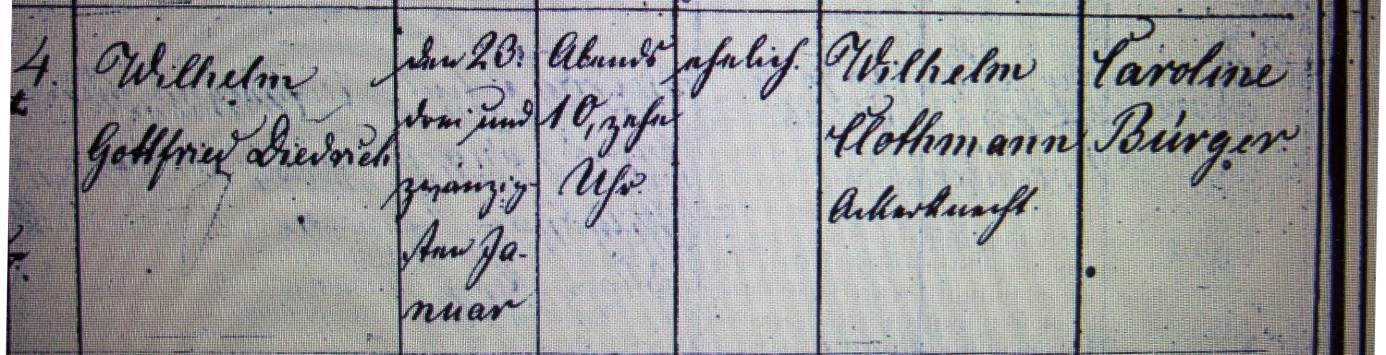 4.
Wilhelm
Gottfried Diedrich
den 23:
drei und
zwanzig-
sten Ja-
nuar
Abends
10, zehn
Uhr.
ehelich.
Wilhelm
Clothmann
Ackerknecht.
Caroline
Bürger.